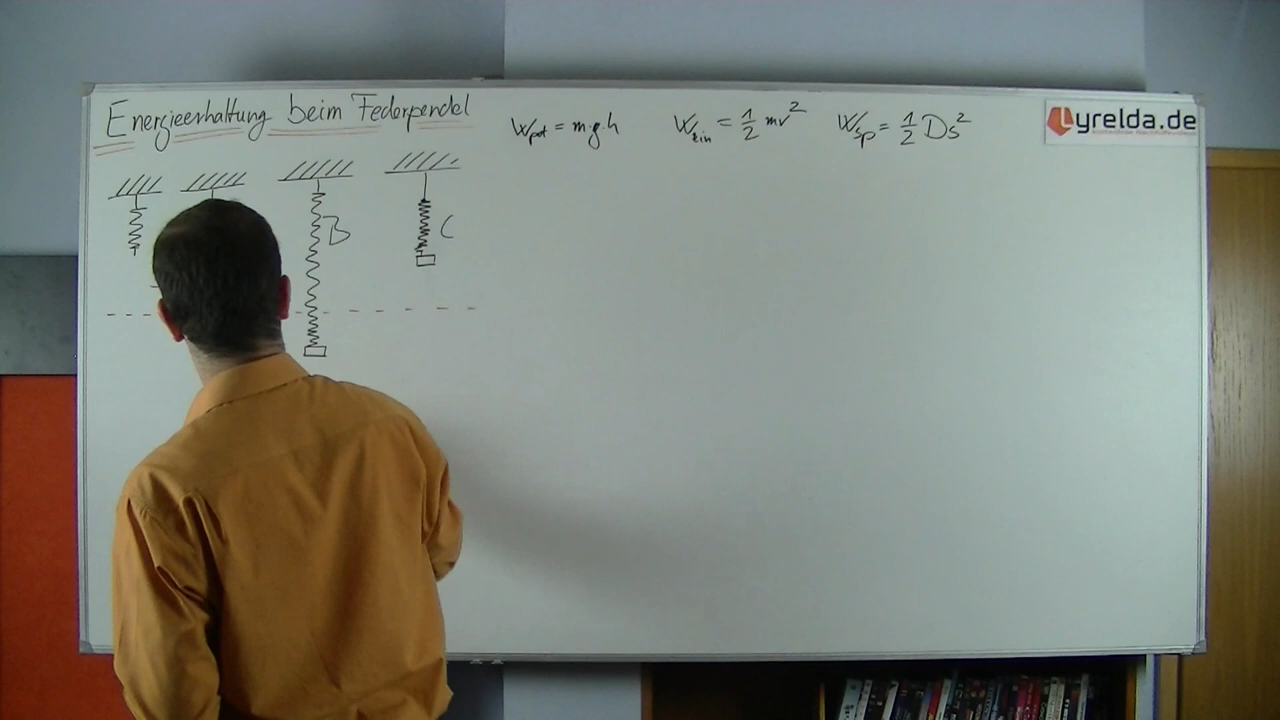 Energieerhaltung beim Federpendel
W_pot = m·g·h
W_kin = 1/2 mv²
W_sp = 1/2 Ds²
Lyrelda.de
B
C